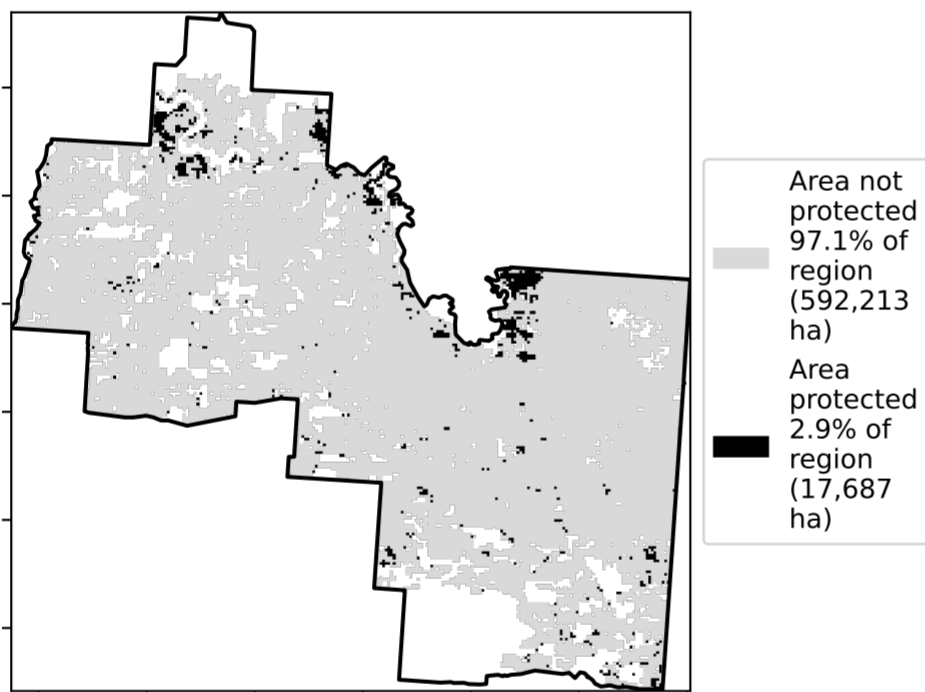 Area not
protected
97.1% of
region
(592,213
ha)
Area
protected
2.9% of
region
(17,687
ha)